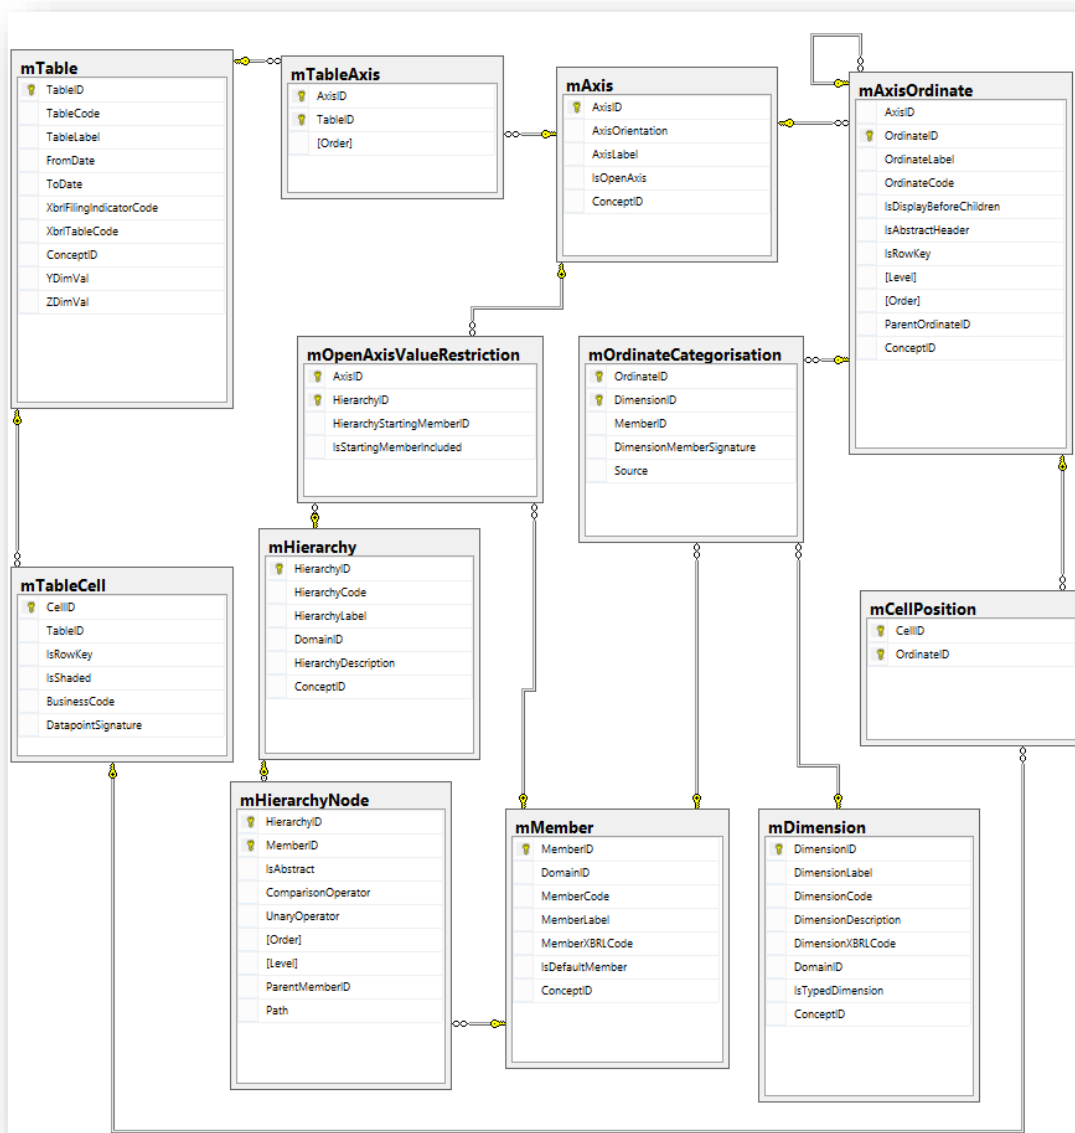 mTable
TableID
TableCode
TableLabel
FromDate
ToDate
XbrlFilingIndicatorCode
XbrlTableCode
ConceptID
YDimVal
ZDimVal
mTableAxis
AxisID
TableID
[Order]
mAxis
AxisID
AxisOrientation
AxisLabel
IsOpenAxis
ConceptID
mAxisOrdinate
AxisID
OrdinateID
OrdinateLabel
OrdinateCode
IsDisplayBeforeChildren
IsAbstractHeader
IsRowKey
[Level]
[Order]
ParentOrdinateID
ConceptID
mOpenAxisValueRestriction
AxisID
HierarchyID
HierarchyStartingMemberID
IsStartingMemberIncluded
mOrdinateCategorisation
OrdinateID
DimensionID
MemberID
DimensionMemberSignature
Source
mHierarchy
HierarchyID
HierarchyCode
HierarchyLabel
DomainID
HierarchyDescription
ConceptID
mTableCell
CellID
TableID
IsRowKey
IsShaded
BusinessCode
DatapointSignature
mCellPosition
CellID
OrdinateID
mHierarchyNode
HierarchyID
MemberID
IsAbstract
ComparisonOperator
UnaryOperator
[Order]
[Level]
ParentMemberID
Path
mMember
MemberID
DomainID
MemberCode
MemberLabel
MemberXBRLCode
IsDefaultMember
ConceptID
mDimension
DimensionID
DimensionLabel
DimensionCode
DimensionDescription
DimensionXBRLCode
DomainID
IsTypedDimension
ConceptID